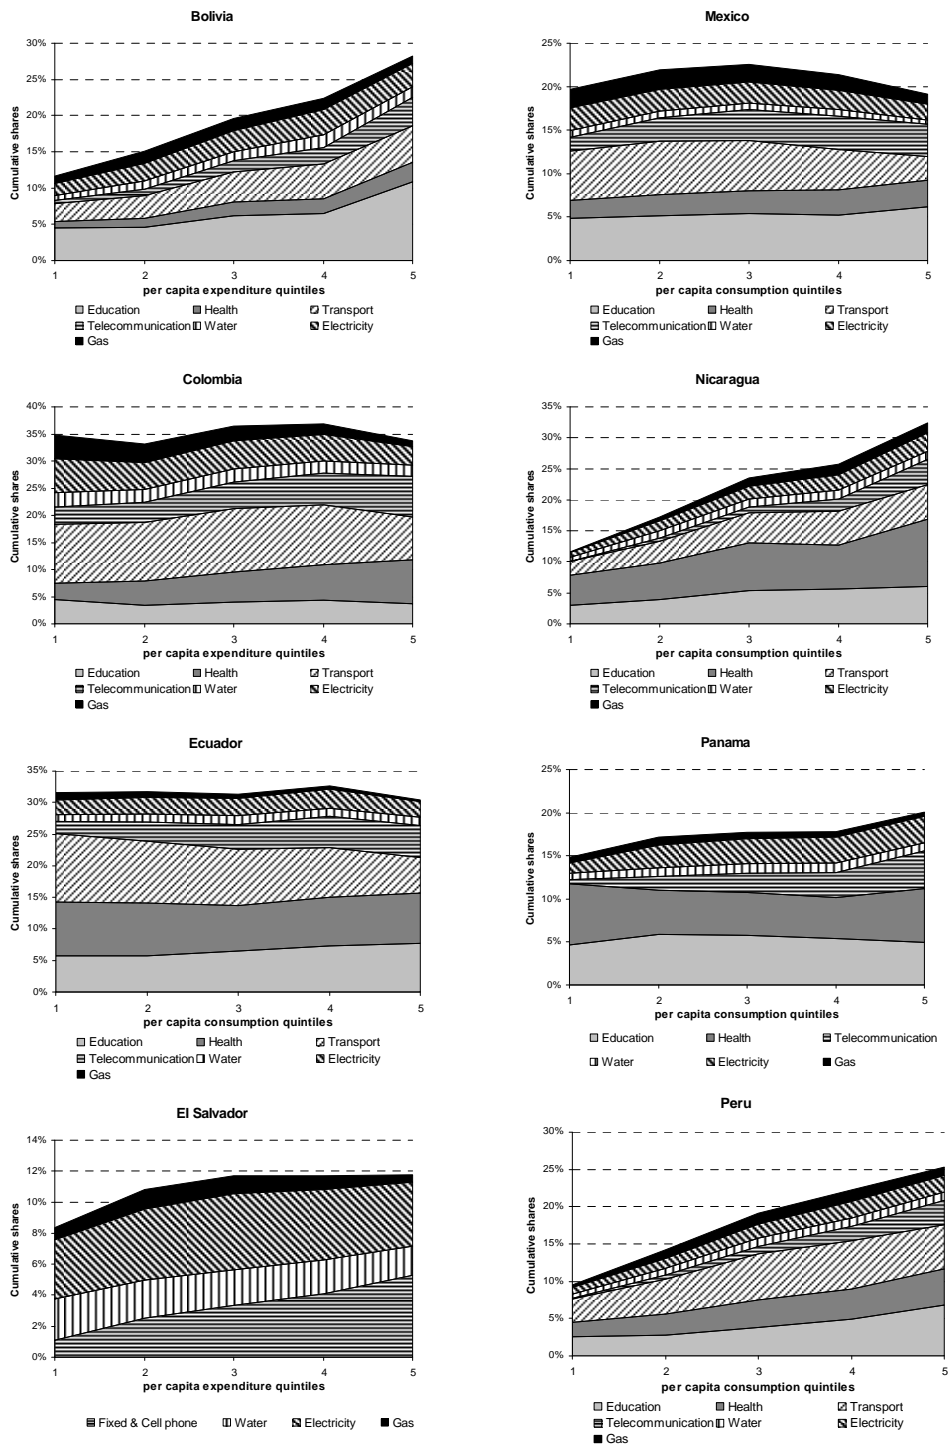 Bolivia
30%
25%
20%
15%
10%
5%
0%
Cumulative shares
1 2 3 4 5
per capita expenditure quintiles
Education Health Transport
Telecommunication Water Electricity
Gas
Mexico
25%
20%
15%
10%
5%
0%
Cumulative shares
1 2 3 4 5
per capita consumption quintiles
Education Health Transport
Telecommunication Water Electricity
Gas
Colombia
40%
35%
30%
25%
20%
15%
10%
5%
0%
Cumulative shares
1 2 3 4 5
per capita expenditure quintiles
Education Health Transport
Telecommunication Water Electricity
Gas
Nicaragua
35%
30%
25%
20%
15%
10%
5%
0%
Cumulative shares
1 2 3 4 5
per capita consumption quintiles
Education Health Transport
Telecommunication Water Electricity
Gas
Ecuador
35%
30%
25%
20%
15%
10%
5%
0%
Cumulative shares
1 2 3 4 5
per capita consumption quintiles
Education Health Transport
Telecommunication Water Electricity
Gas
Panama
25%
20%
15%
10%
5%
0%
Cumulative shares
1 2 3 4 5
per capita consumption quintiles
Education Health Telecommunication
Water Electricity Gas
El Salvador
14%
12%
10%
8%
6%
4%
2%
0%
Cumulative shares
1 2 3 4 5
per capita expenditure quintiles
Fixed & Cell phone Water Electricity Gas
Peru
30%
25%
20%
15%
10%
5%
0%
Cumulative shares
1 2 3 4 5
per capita consumption quintiles
Education Health Transport
Telecommunication Water Electricity
Gas